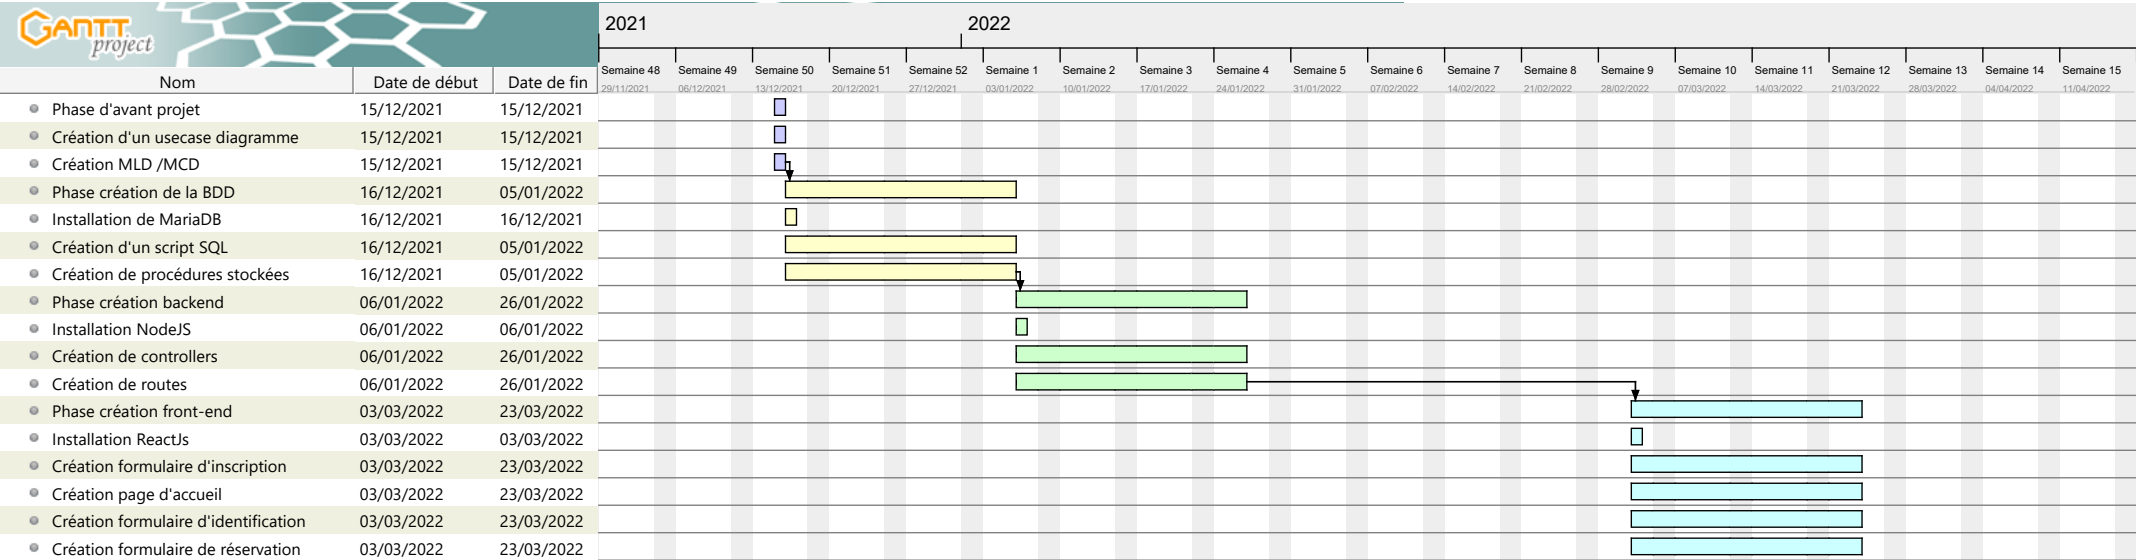 GANTT
project
2021 2022
Semaine 48 Semaine 49 Semaine 50 Semaine 51 Semaine 52 Semaine 1 Semaine 2 Semaine 3 Semaine 4 Semaine 5 Semaine 6 Semaine 7 Semaine 8 Semaine 9 Semaine 10 Semaine 11 Semaine 12 Semaine 13 Semaine 14 Semaine 15
29/11/2021 06/12/2021 13/12/2021 20/12/2021 27/12/2021 03/01/2022 10/01/2022 17/01/2022 24/01/2022 31/01/2022 07/02/2022 14/02/2022 21/02/2022 28/02/2022 07/03/2022 14/03/2022 21/03/2022 28/03/2022 04/04/2022 11/04/2022
Nom Date de début Date de fin
Phase d'avant projet 15/12/2021 15/12/2021
Création d'un usecase diagramme 15/12/2021 15/12/2021
Création MLD /MCD 15/12/2021 15/12/2021
Phase création de la BDD 16/12/2021 05/01/2022
Installation de MariaDB 16/12/2021 16/12/2021
Création d'un script SQL 16/12/2021 05/01/2022
Création de procédures stockées 16/12/2021 05/01/2022
Phase création backend 06/01/2022 26/01/2022
Installation NodeJS 06/01/2022 06/01/2022
Création de controllers 06/01/2022 26/01/2022
Création de routes 06/01/2022 26/01/2022
Phase création front-end 03/03/2022 23/03/2022
Installation ReactJs 03/03/2022 03/03/2022
Création formulaire d'inscription 03/03/2022 23/03/2022
Création page d'accueil 03/03/2022 23/03/2022
Création formulaire d'identification 03/03/2022 23/03/2022
Création formulaire de réservation 03/03/2022 23/03/2022